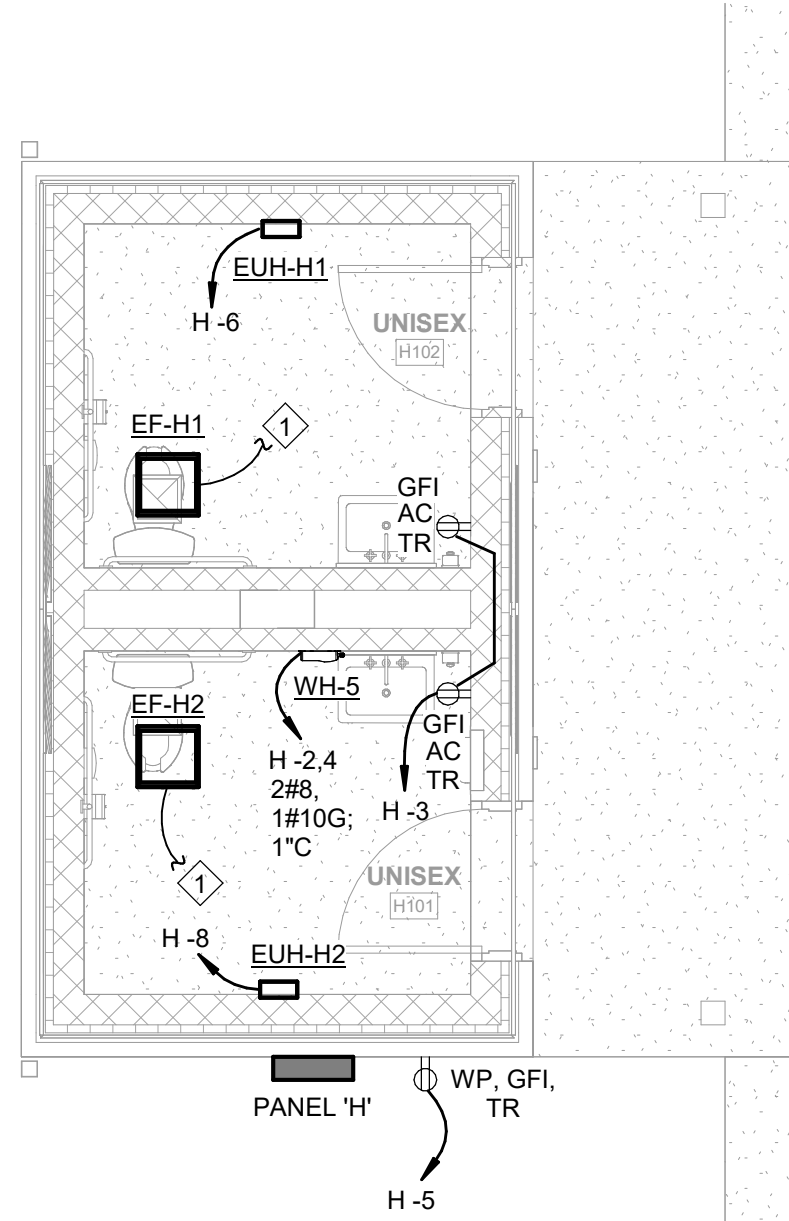 EUH-H1
H -6
UNISEX
H102
EF-H1
1
GFI
AC
TR
WH-5
EF-H2
H -2,4
2#8,
1#10G;
1"C
GFI
AC
TR
H -3
1
UNISEX
H101
H -8
EUH-H2
PANEL 'H'
WP, GFI,
TR
H -5